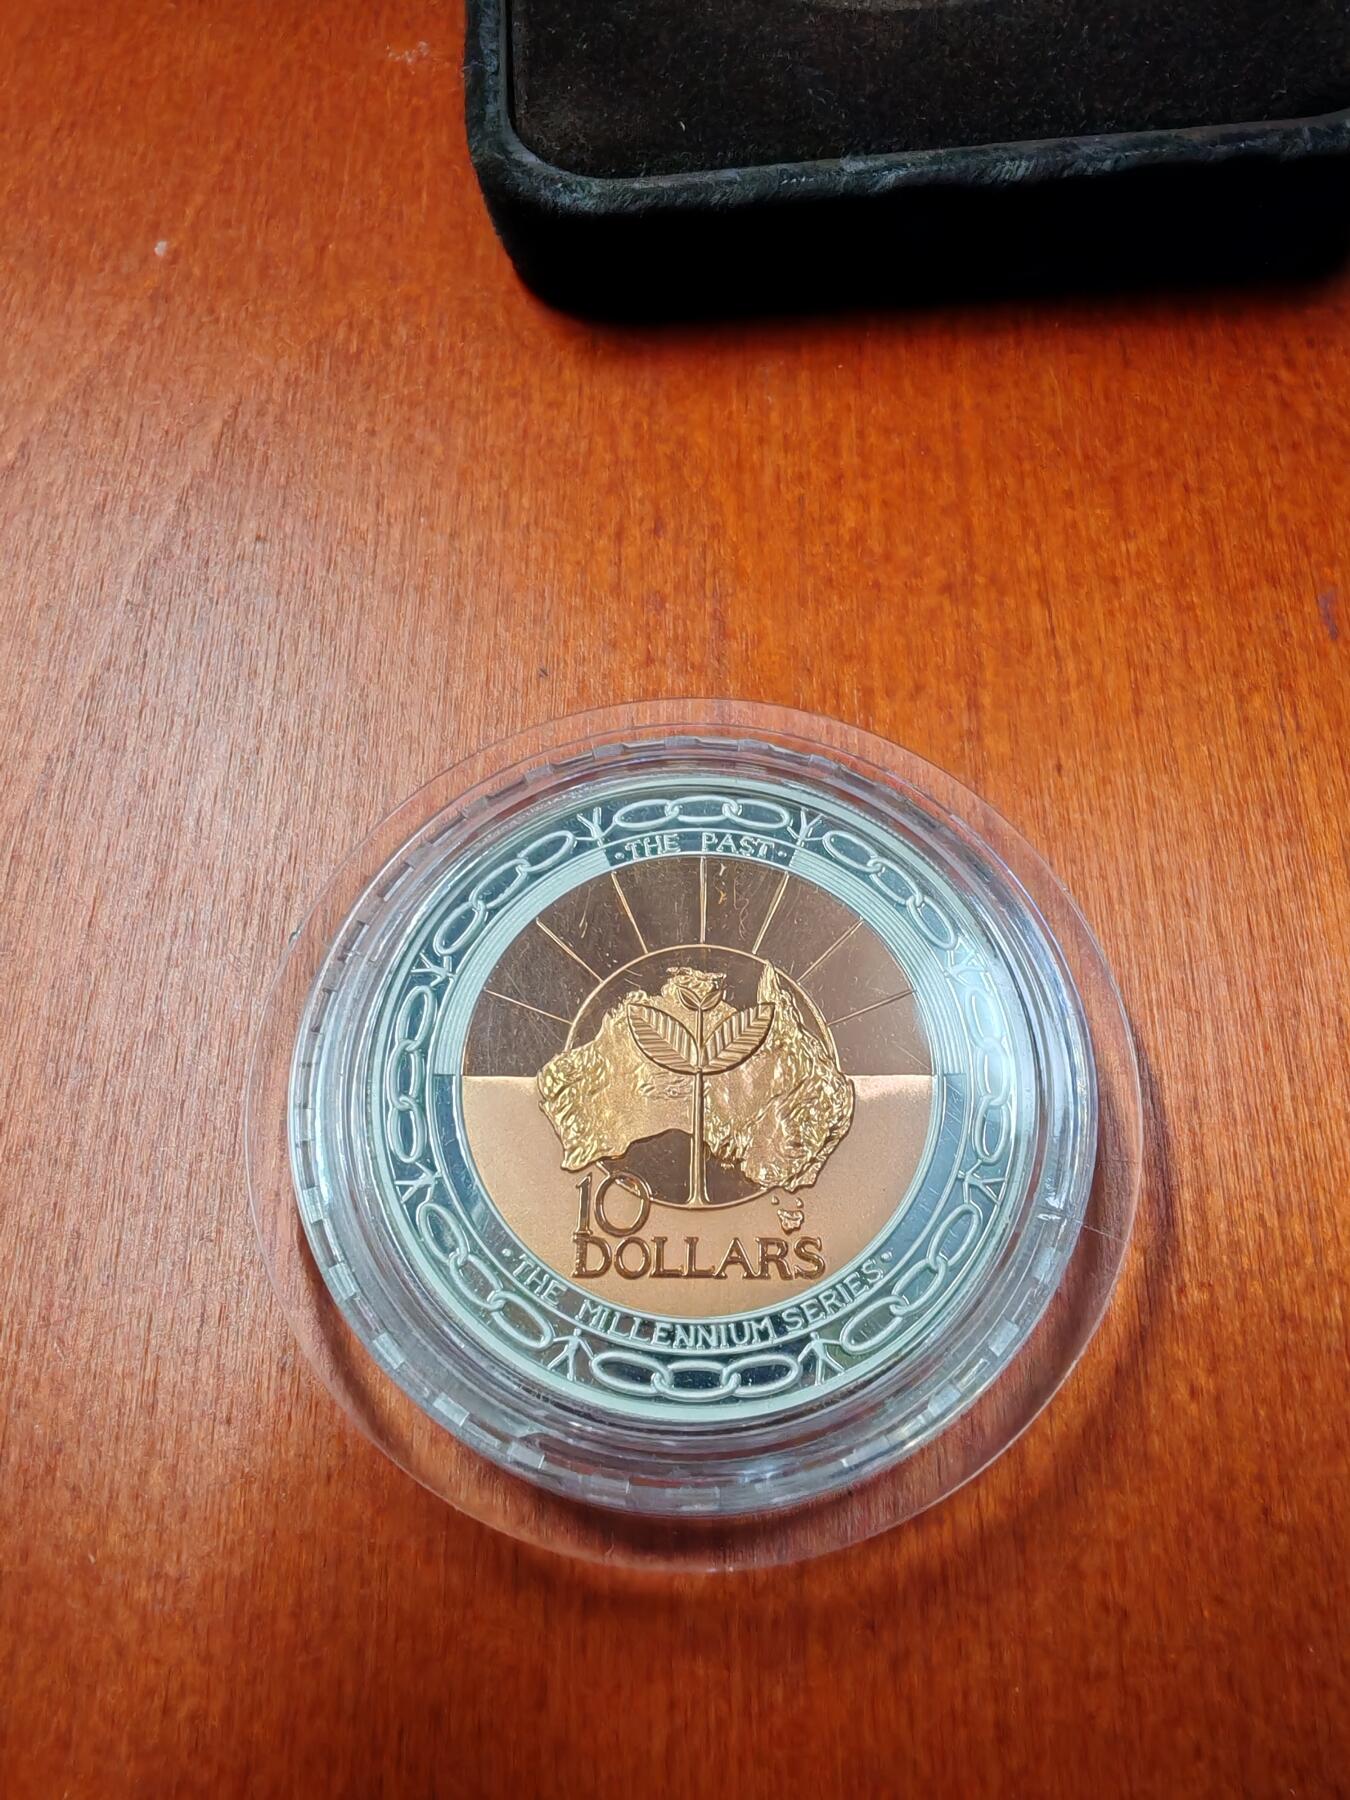 ·THE PAST·
10
DOLLARS
·THE MILLENNIUM SERIES·